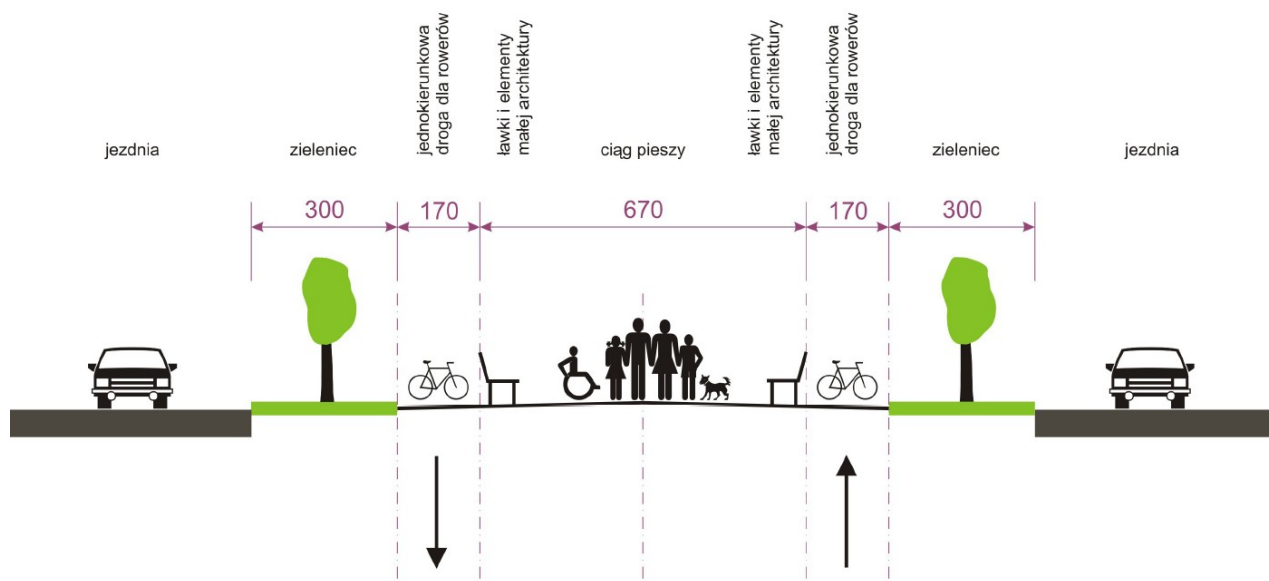 jezdnia
zieleniec
jednokierunkowa
droga dla rowerów
ławki i elementy
małej architektury
ciąg pieszy
ławki i elementy
małej architektury
jednokierunkowa
droga dla rowerów
zieleniec
jezdnia
300
170
670
170
300